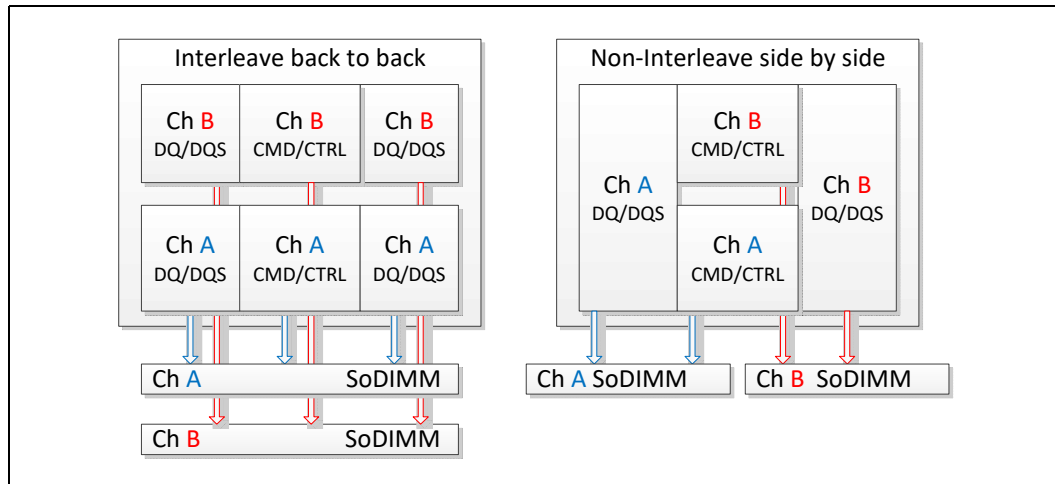 Interleave back to back
Ch B
DQ/DQS
Ch B
CMD/CTRL
Ch B
DQ/DQS
Ch A
DQ/DQS
Ch A
CMD/CTRL
Ch A
DQ/DQS
Ch A SoDIMM
Ch B SoDIMM
Non-Interleave side by side
Ch A
DQ/DQS
Ch B
CMD/CTRL
Ch A
CMD/CTRL
Ch B
DQ/DQS
Ch A SoDIMM
Ch B SoDIMM